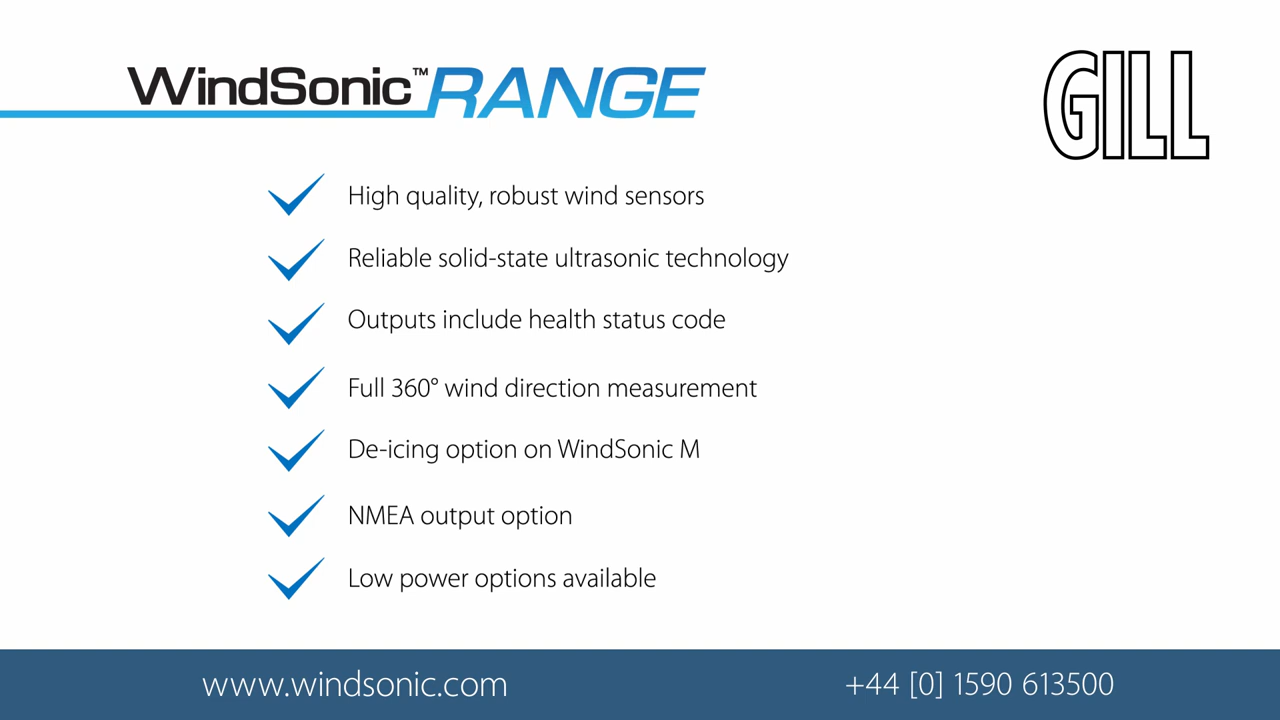 WindSonic™ RANGE
GILL
High quality, robust wind sensors
Reliable solid-state ultrasonic technology
Outputs include health status code
Full 360° wind direction measurement
De-icing option on WindSonic M
NMEA output option
Low power options available
www.windsonic.com
+44 [0] 1590 613500